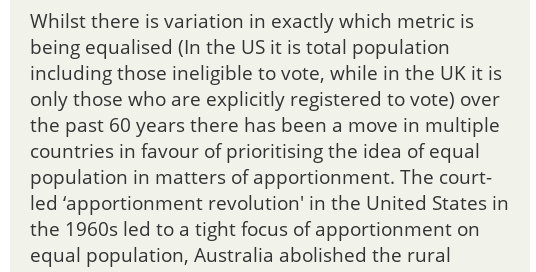 Whilst there is variation in exactly which metric is
being equalised (In the US it is total population
including those ineligible to vote, while in the UK it is
only those who are explicitly registered to vote) over
the past 60 years there has been a move in multiple
countries in favour of prioritising the idea of equal
population in matters of apportionment. The court-
led ‘apportionment revolution' in the United States in
the 1960s led to a tight focus of apportionment on
equal population, Australia abolished the rural